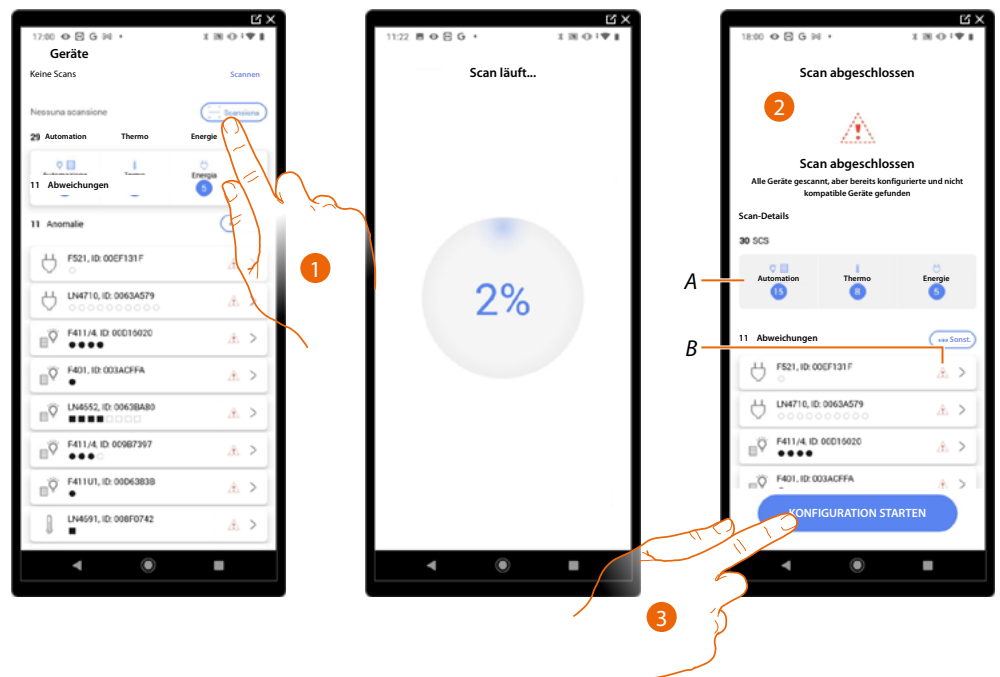 17:00
Geräte
Keine Scans
Scannen
Nessuna scansione
Scansiona
29 Automation Thermo Energie
Energia
5
11 Abweichungen
11 Anomalie
F521, ID: 00EF131F
LN4710, ID: 0063A579
F411/4, ID: 00D15020
F401, ID: 003ACFFA
LN4652, ID: 0063BA80
F411/4, ID: 009B7397
F411U1, ID: 00D63B3B
LN4691, ID: 008F0742
1
11:22
Scan läuft...
2%
18:00
Scan abgeschlossen
2
Scan abgeschlossen
Alle Geräte gescannt, aber bereits konfigurierte und nicht
kompatible Geräte gefunden
Scan-Details
30 SCS
A
Automation Thermo Energie
15 8 5
11 Abweichungen
Sonst.
B
F521, ID: 00EF131F
LN4710, ID: 0063A579
F411/4, ID: 00D15020
F401, ID: 003ACFFA
KONFIGURATION STARTEN
3